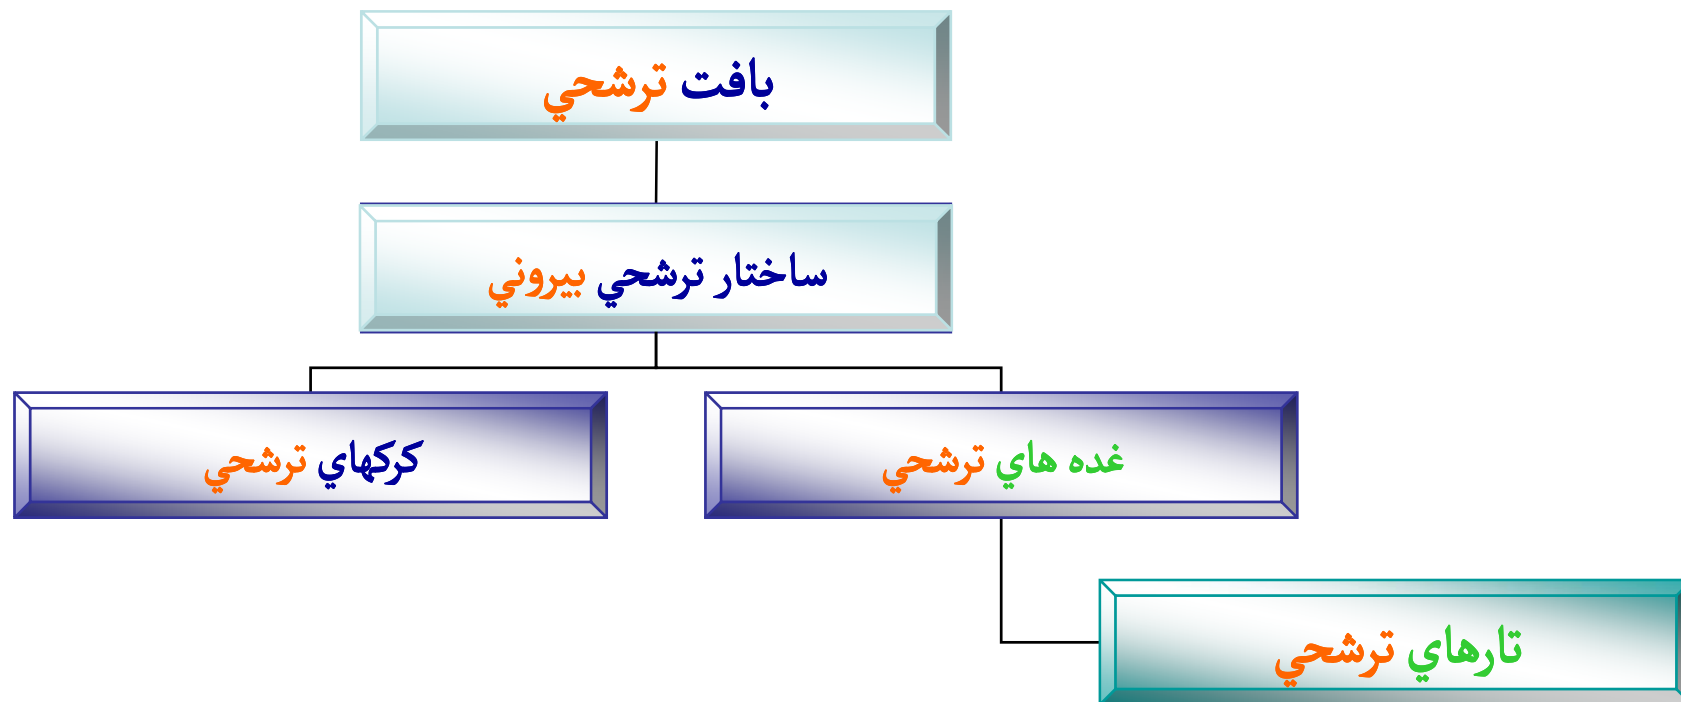 بافت ترشحي
ساختار ترشحي بيروني
غده هاي ترشحي
كركهاي ترشحي
تارهاي ترشحي